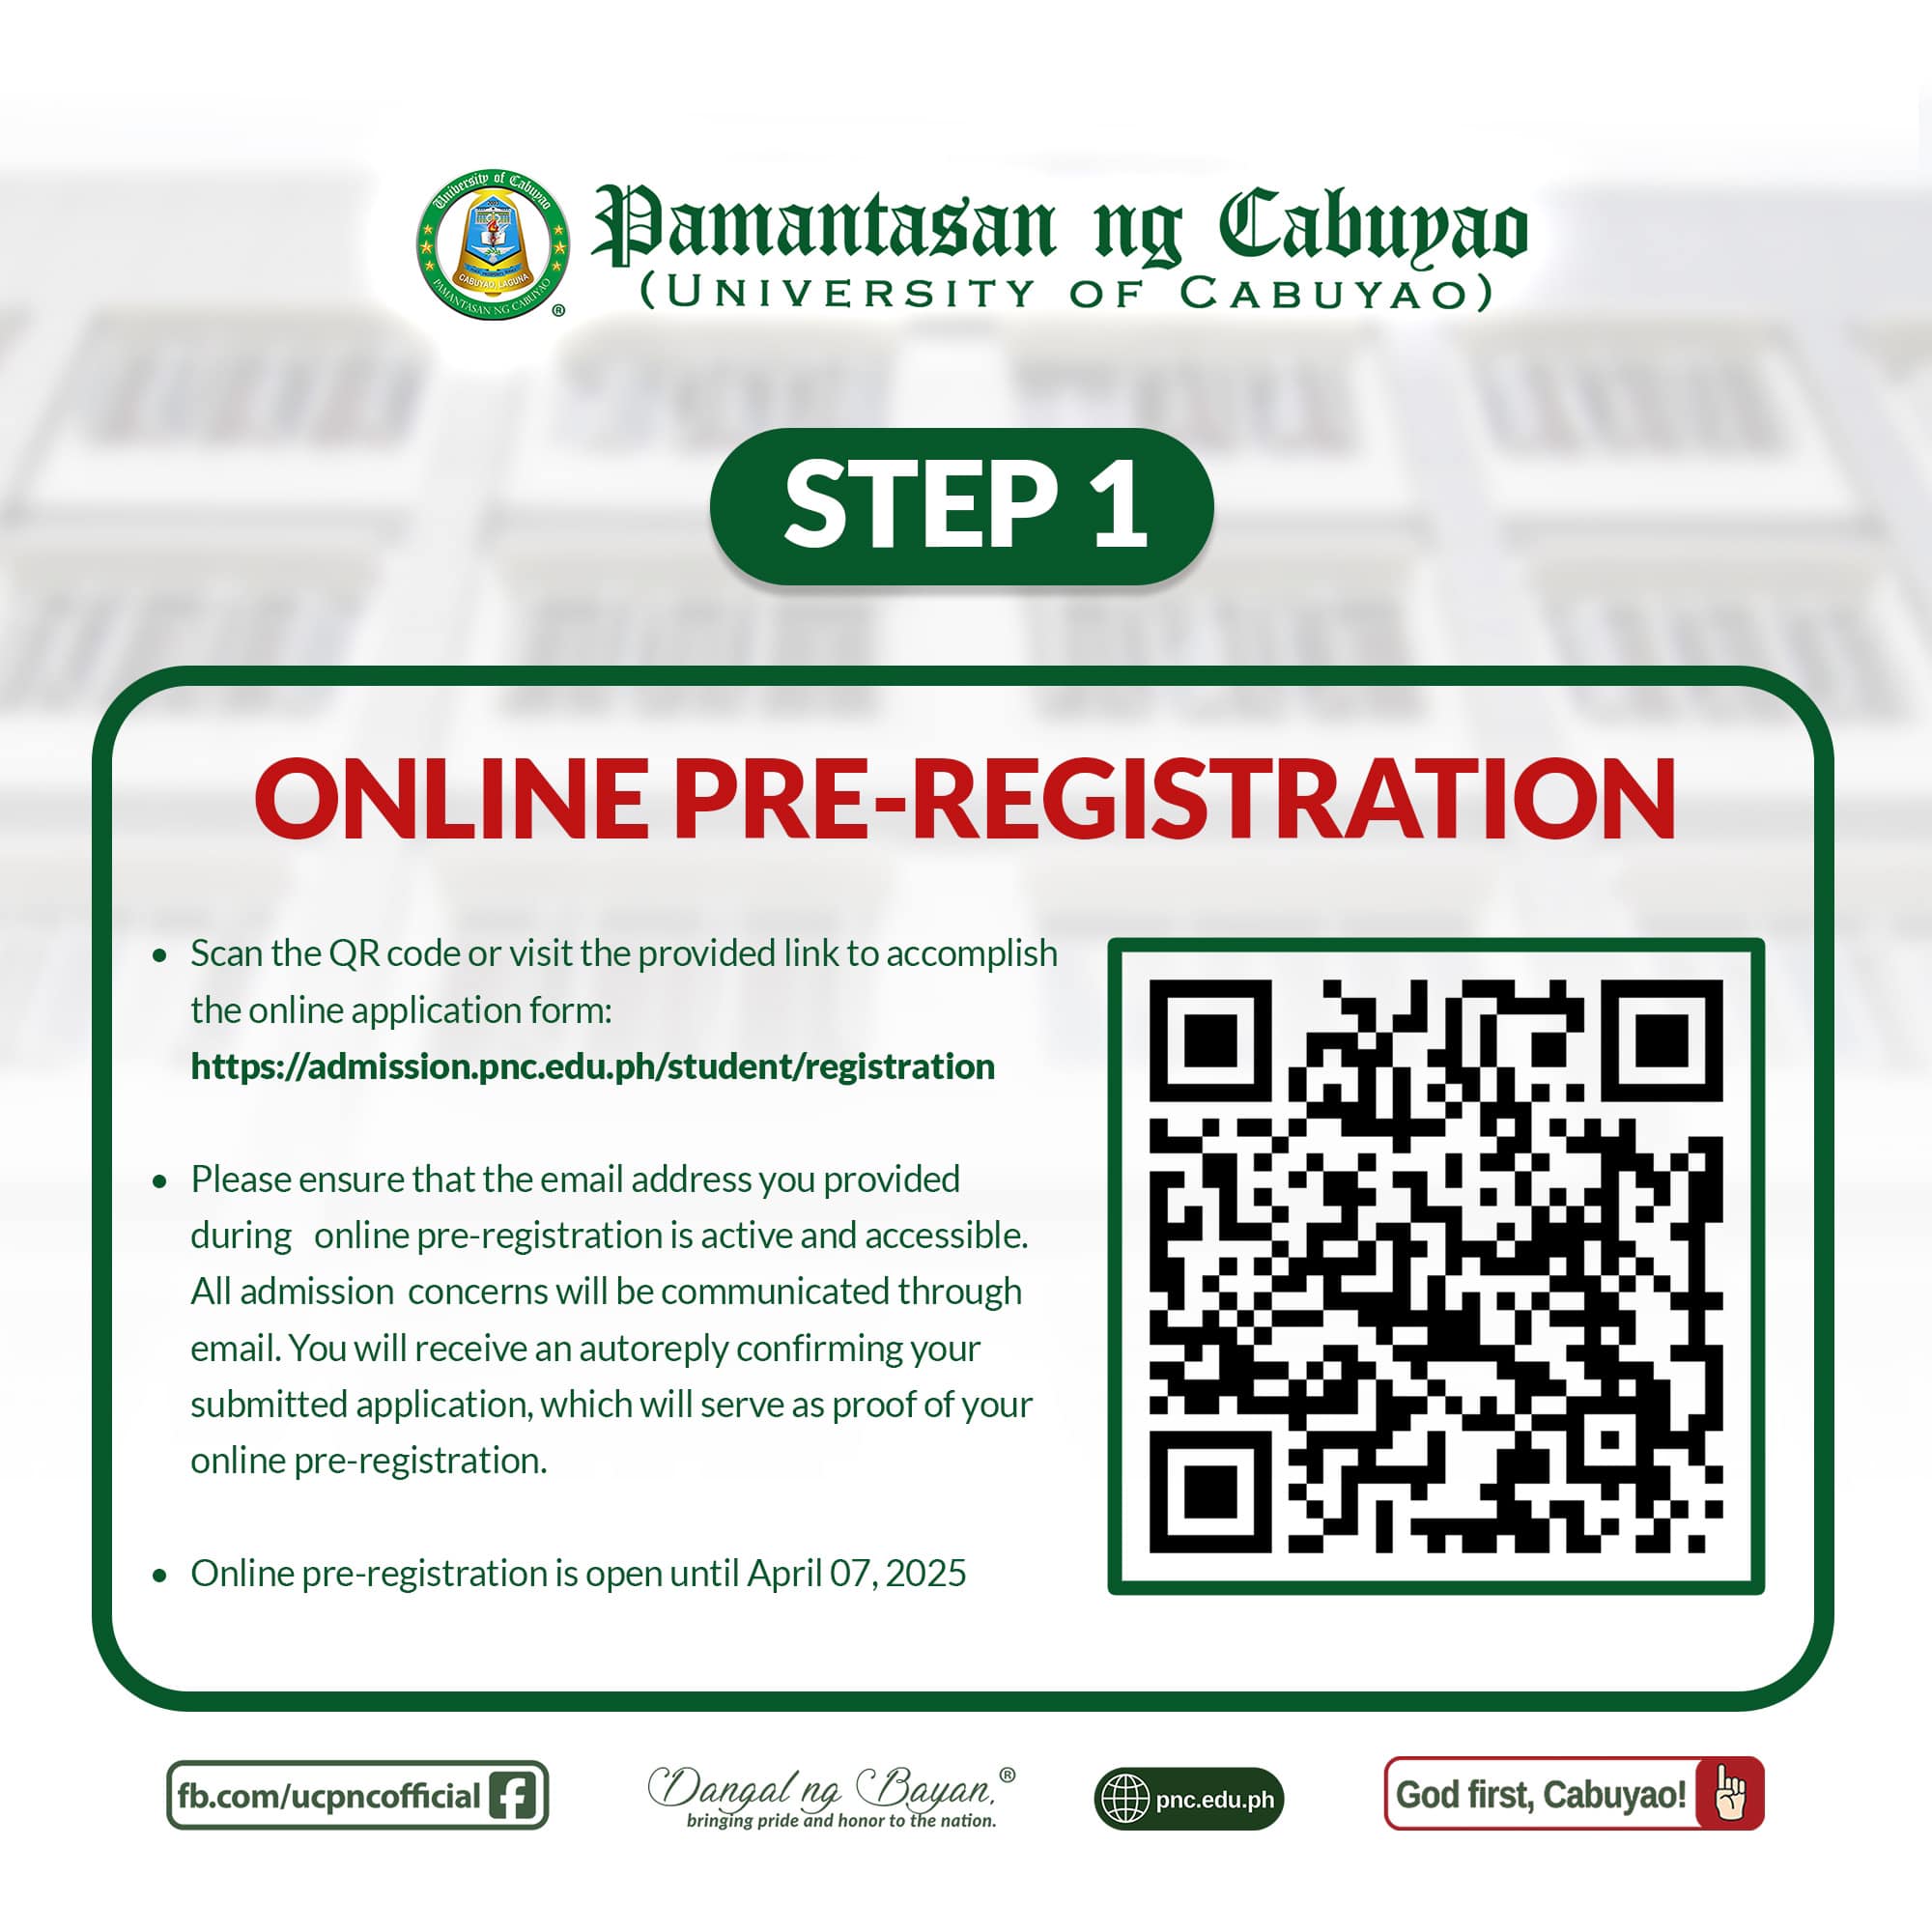 University of Cabuyao
CABUYAO, LAGUNA
PAMANTASAN NG CABUYAO
®
Pamantasan ng Cabuyao
(UNIVERSITY OF CABUYAO)
STEP 1
ONLINE PRE-REGISTRATION
• Scan the QR code or visit the provided link to accomplish
the online application form:
https://admission.pnc.edu.ph/student/registration
• Please ensure that the email address you provided
during online pre-registration is active and accessible.
All admission concerns will be communicated through
email. You will receive an autoreply confirming your
submitted application, which will serve as proof of your
online pre-registration.
• Online pre-registration is open until April 07, 2025
fb.com/ucpncofficial
Dangal ng Bayan,®
bringing pride and honor to the nation.
pnc.edu.ph
God first, Cabuyao!